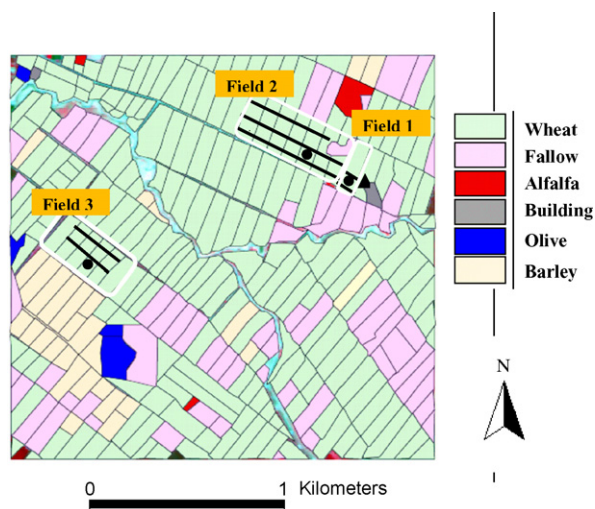 Field 2
Field 1
Field 3
Wheat
Fallow
Alfalfa
Building
Olive
Barley
N
0 1 Kilometers